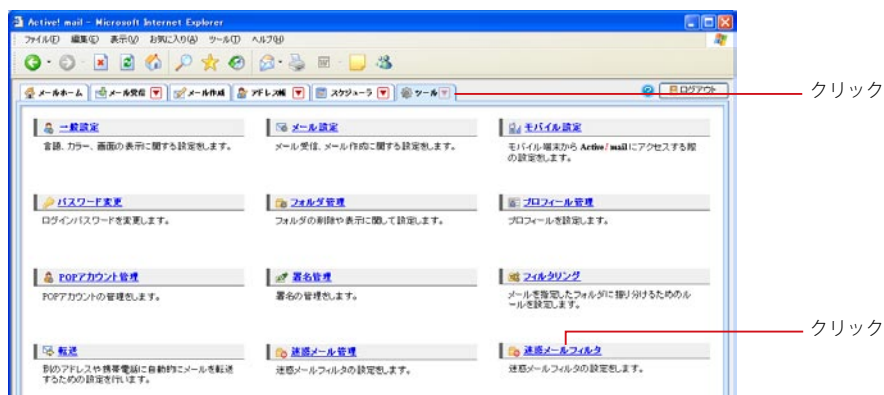 Active! mail - Microsoft Internet Explorer
ファイル(F) 編集(E) 表示(V) お気に入り(A) ツール(T) ヘルプ(H)
メールホーム メール受信 メール作成 アドレス帳 スケジューラ ツール ログアウト
クリック
一般設定 メール設定 モバイル設定
言語、カラー、画面の表示に関する設定をします。 メール受信、メール作成に関する設定をします。 モバイル端末から Active! mail にアクセスする際
の設定をします。
パスワード変更 フォルダ管理 プロフィール管理
ログインパスワードを変更します。 フォルダの削除や表示に関して設定します。 プロフィールを設定します。
POPアカウント管理 署名管理 フィルタリング
POPアカウントの管理をします。 署名の管理をします。 メールを指定したフォルダに振り分けるためのル
ールを設定します。
クリック
転送 迷惑メール管理 迷惑メールフィルタ
別のアドレスや携帯電話に自動的にメールを転送 迷惑メールフィルタの設定をします。 迷惑メールフィルタの設定をします。
するための設定を行います。